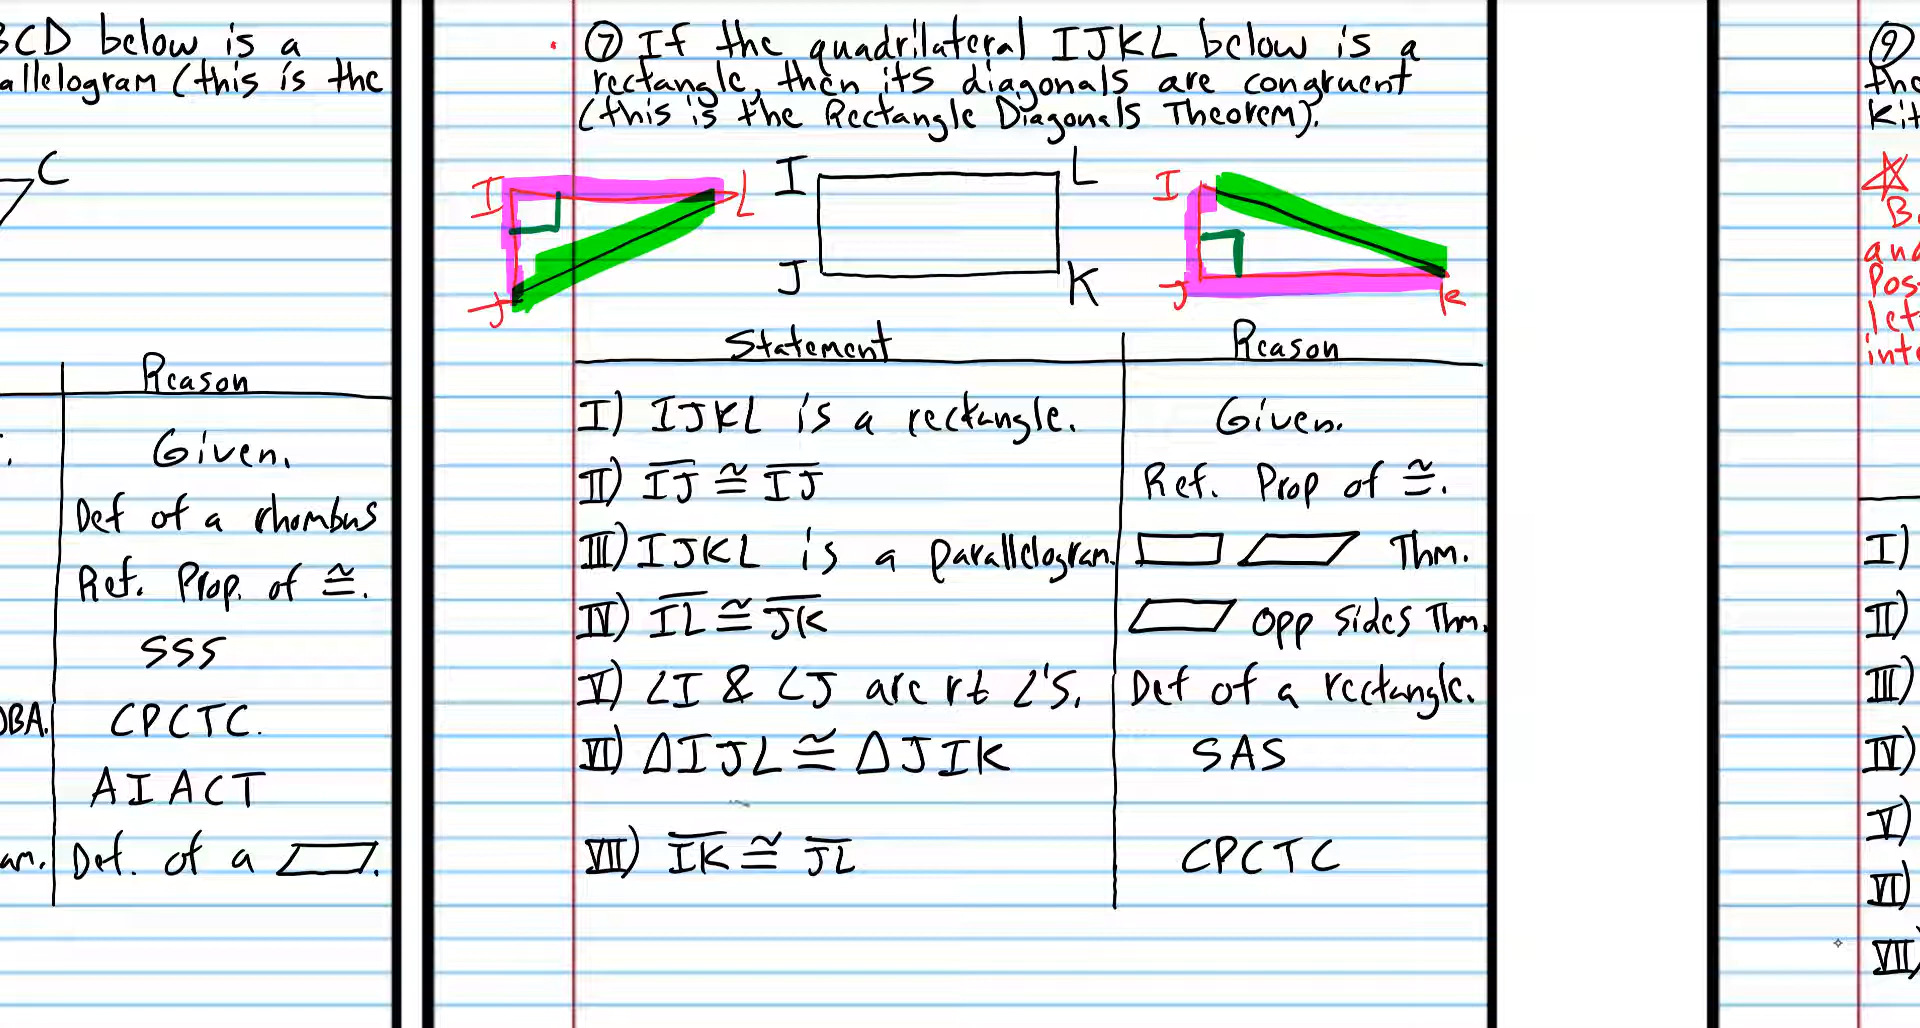 BCD below is a
allelogram (this is the
C
Reason
Given.
Def of a rhombus
Ref. Prop. of ≅.
SSS
DBA. CPCTC.
AIACT
am. Def. of a ▱.
⑦ If the quadrilateral IJKL below is a
rectangle, then its diagonals are congruent
(this is the Rectangle Diagonals Theorem).
I L J
I L J K
I J K
Statement Reason
I) IJKL is a rectangle. Given.
II) IJ ≅ IJ Ref. Prop of ≅.
III) IJKL is a parallelogram. ▭ ▱ Thm.
IV) IL ≅ JK ▱ opp sides Thm.
V) ∠I & ∠J are rt ∠'s. Def of a rectangle.
VI) ΔIJL ≅ ΔJIK SAS
VII) IK ≅ JL CPCTC
⑨
the
Kit
B
and
Pos
let
inte
I)
II)
III)
IV)
V)
VI)
VII)